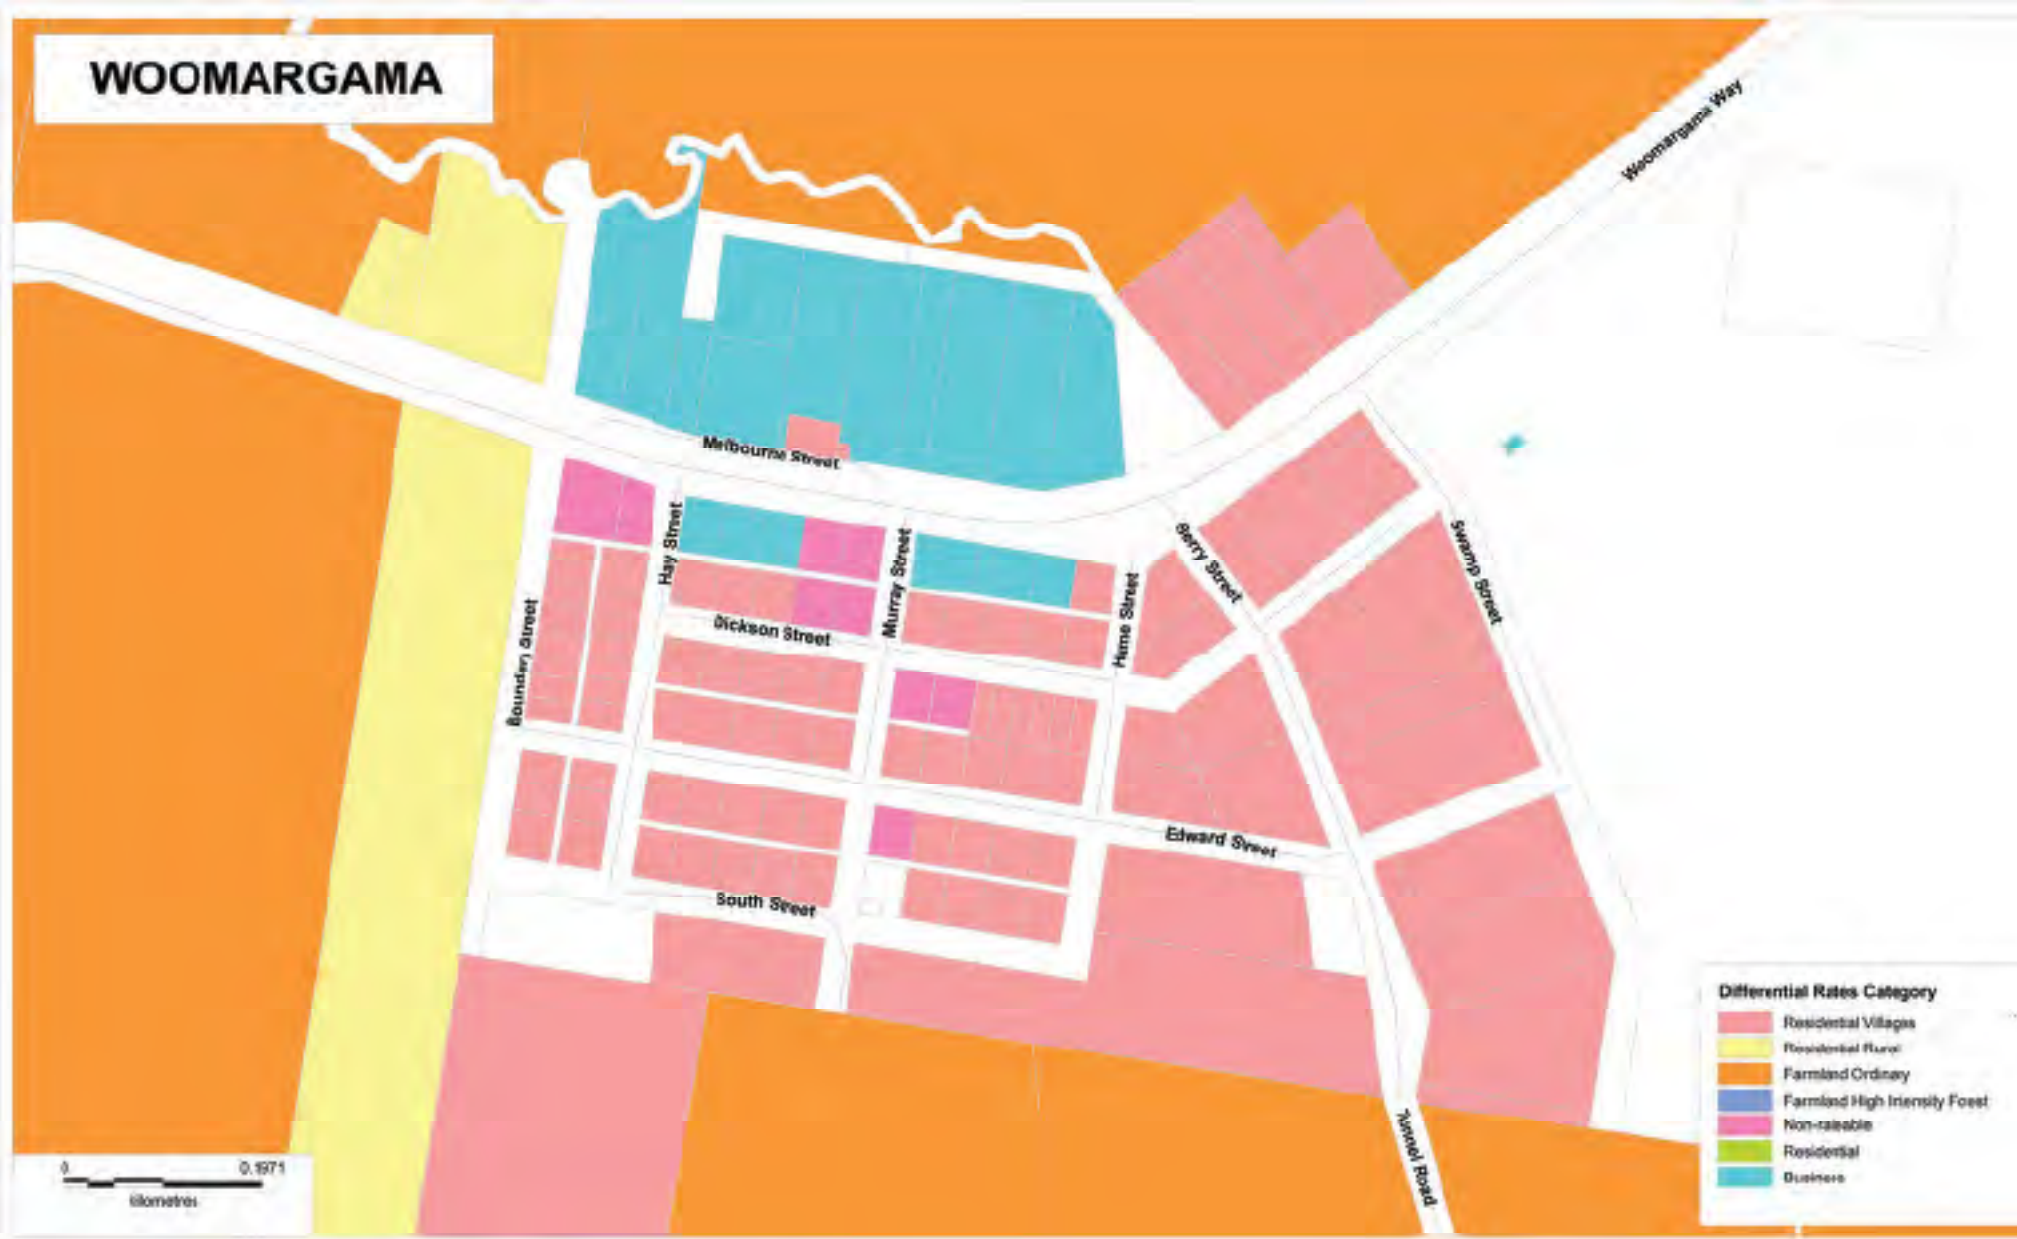 WOOMARGAMA
Woomargama Way
Melbourne Street
Hay Street
Murray Street
Berry Street
Swamp Street
Dickson Street
Hume Street
Boundary Street
Edward Street
South Street
Tunnel Road
Differential Rates Category
Residential Villages
Residential Rural
Farmland Ordinary
Farmland High Intensity Foest
Non-rateable
Residential
Business
0 0.1971
kilometres